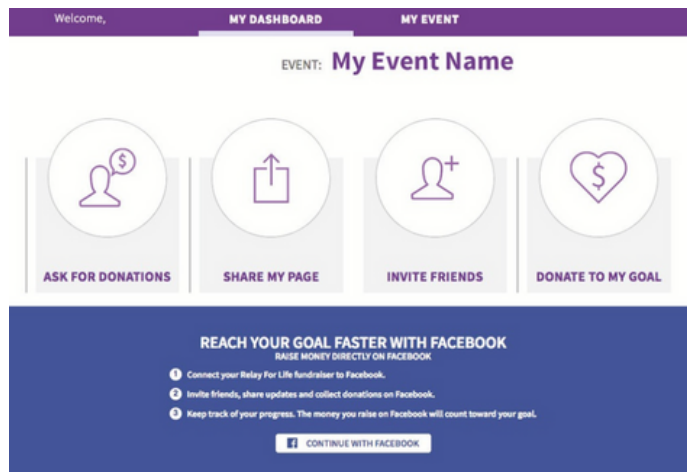 Welcome,
MY DASHBOARD
MY EVENT
EVENT: My Event Name
$
$
ASK FOR DONATIONS
SHARE MY PAGE
INVITE FRIENDS
DONATE TO MY GOAL
REACH YOUR GOAL FASTER WITH FACEBOOK
RAISE MONEY DIRECTLY ON FACEBOOK
1 Connect your Relay For Life fundraiser to Facebook.
2 Invite friends, share updates and collect donations on Facebook.
3 Keep track of your progress. The money you raise on Facebook will count toward your goal.
f CONTINUE WITH FACEBOOK